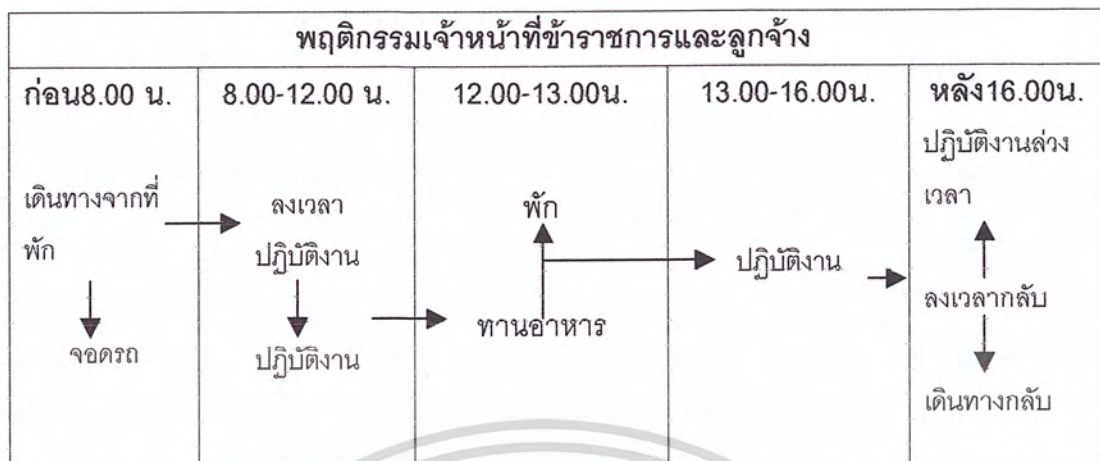 พฤติกรรมเจ้าหน้าที่ข้าราชการและลูกจ้าง
ก่อน8.00 น.
เดินทางจากที่
พัก
จอดรถ
8.00-12.00 น.
ลงเวลา
ปฏิบัติงาน
ปฏิบัติงาน
12.00-13.00น.
พัก
ทานอาหาร
13.00-16.00น.
ปฏิบัติงาน
หลัง16.00น.
ปฏิบัติงานล่วง
เวลา
ลงเวลากลับ
เดินทางกลับ